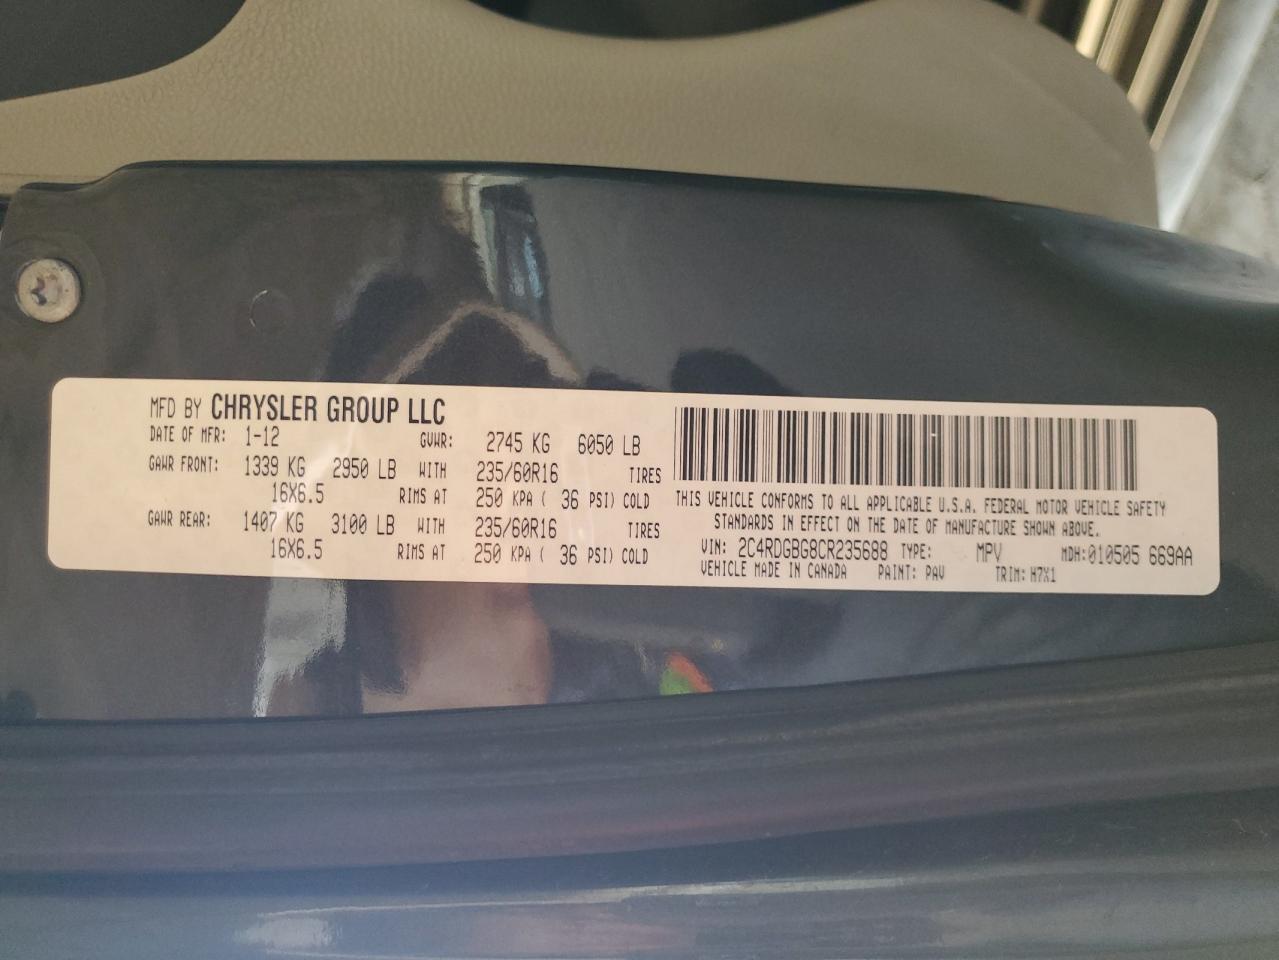 MFD BY CHRYSLER GROUP LLC
DATE OF MFR: 1-12 GVWR: 2745 KG 6050 LB
GAWR FRONT: 1339 KG 2950 LB WITH 235/60R16 TIRES
16X6.5 RIMS AT 250 KPA ( 36 PSI) COLD
GAWR REAR: 1407 KG 3100 LB WITH 235/60R16 TIRES
16X6.5 RIMS AT 250 KPA ( 36 PSI) COLD
THIS VEHICLE CONFORMS TO ALL APPLICABLE U.S.A. FEDERAL MOTOR VEHICLE SAFETY
STANDARDS IN EFFECT ON THE DATE OF MANUFACTURE SHOWN ABOVE.
VIN: 2C4RDGBG8CR235688 TYPE: MPV MDH:010505 669AA
VEHICLE MADE IN CANADA PAINT: PAV TRIM: H7X1